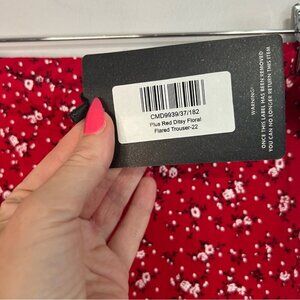 CMD9939/37/182
Plus Red Ditsy Floral
Flared Trouser-22
WARNING!
ONCE THIS LABEL HAS BEEN REMOVED
YOU CAN NO LONGER RETURN THIS ITEM